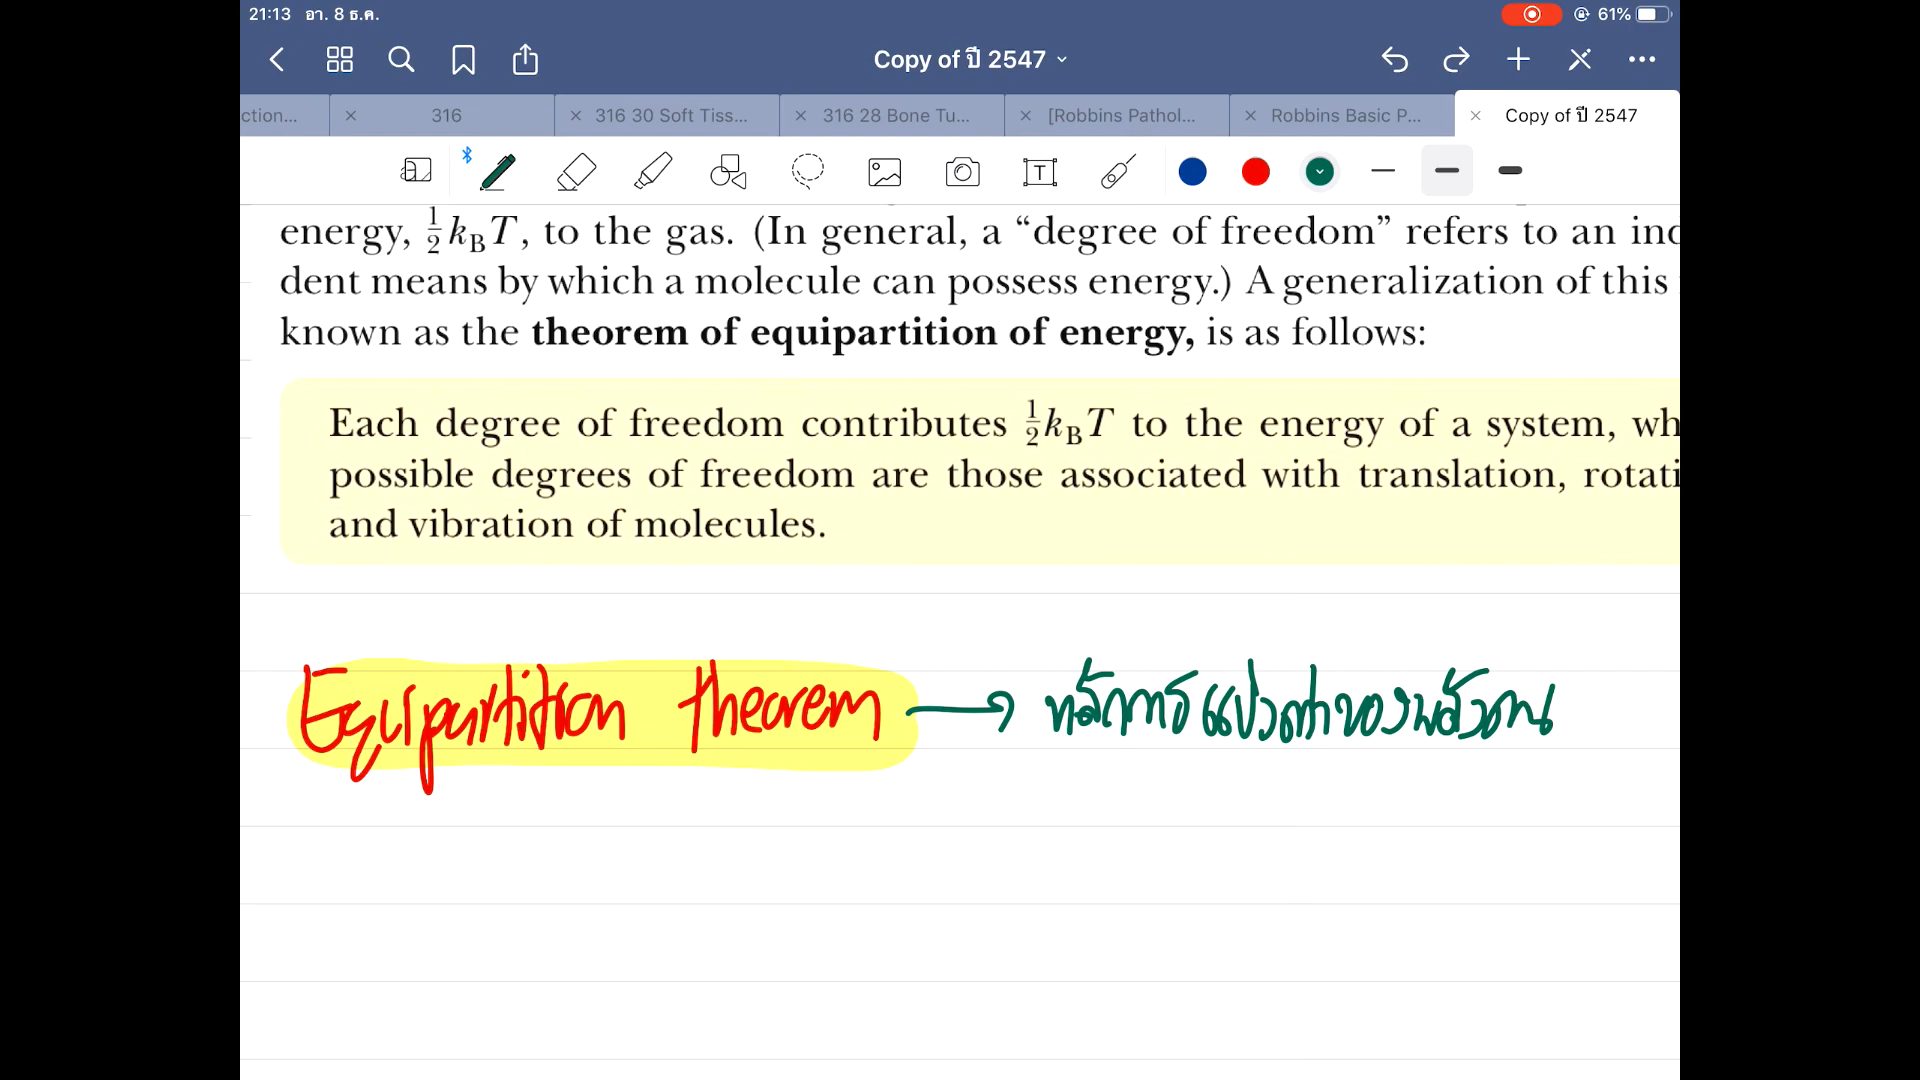 21:13 อา. 8 ธ.ค.
61%
Copy of ปี 2547
ction...
316
316 30 Soft Tiss...
316 28 Bone Tu...
[Robbins Pathol...
Robbins Basic P...
Copy of ปี 2547
energy, ½k_BT, to the gas. (In general, a “degree of freedom” refers to an ind
dent means by which a molecule can possess energy.) A generalization of this
known as the theorem of equipartition of energy, is as follows:
Each degree of freedom contributes ½k_BT to the energy of a system, wh
possible degrees of freedom are those associated with translation, rotati
and vibration of molecules.
Equipartition theorem → หลักการแบ่งเท่าของพลังงาน